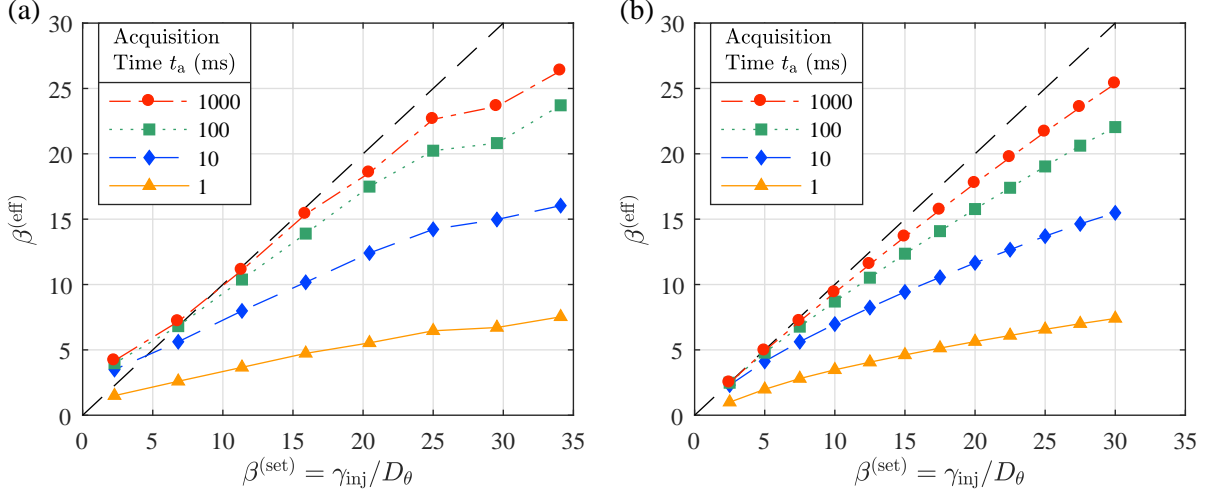 (a)
30
25
20
15
10
5
0
β^(eff)
Acquisition
Time t_a (ms)
1000
100
10
1
0 5 10 15 20 25 30 35
β^(set) = γ_inj/D_θ
(b)
30
25
20
15
10
5
0
β^(eff)
Acquisition
Time t_a (ms)
1000
100
10
1
0 5 10 15 20 25 30 35
β^(set) = γ_inj/D_θ